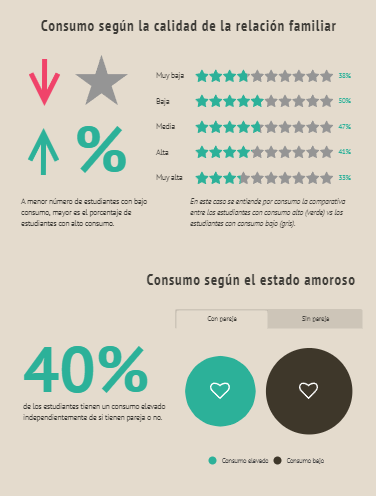 Consumo según la calidad de la relación familiar
Muy baja 38%
Baja 50%
Media 47%
%
Alta 41%
Muy alta 33%
A menor número de estudiantes con bajo
consumo, mayor es el porcentaje de
estudiantes con alto consumo.
En este caso se entiende por consumo la comparativa
entre los estudiantes con consumo alto (verde) vs los
estudiantes con consumo bajo (gris).
Consumo según el estado amoroso
Con pareja Sin pareja
40%
de los estudiantes tienen un consumo elevado
independientemente de si tienen pareja o no.
Consumo elevado Consumo bajo